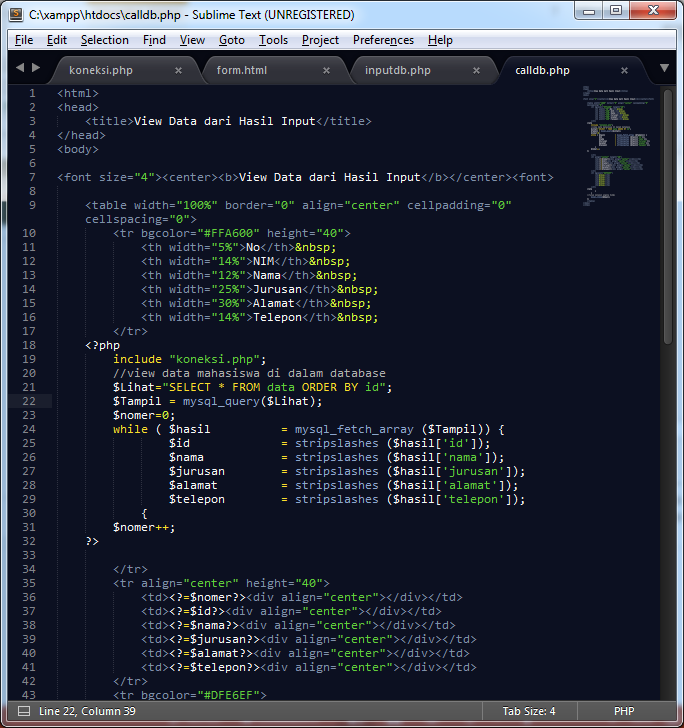 C:\xampp\htdocs\calldb.php - Sublime Text (UNREGISTERED)
File Edit Selection Find View Goto Tools Project Preferences Help
koneksi.php × form.html × inputdb.php × calldb.php ×
1 <html>
2 <head>
3 <title>View Data dari Hasil Input</title>
4 </head>
5 <body>
6
7 <font size="4"><center><b>View Data dari Hasil Input</b></center><font>
8
9 <table width="100%" border="0" align="center" cellpadding="0"
cellspacing="0">
10 <tr bgcolor="#FFA600" height="40">
11 <th width="5%">No</th>&nbsp;
12 <th width="14%">NIM</th>&nbsp;
13 <th width="12%">Nama</th>&nbsp;
14 <th width="25%">Jurusan</th>&nbsp;
15 <th width="30%">Alamat</th>&nbsp;
16 <th width="14%">Telepon</th>&nbsp;
17 </tr>
18 <?php
19 include "koneksi.php";
20 //view data mahasiswa di dalam database
21 $Lihat="SELECT * FROM data ORDER BY id";
22 $Tampil = mysql_query($Lihat);
23 $nomer=0;
24 while ( $hasil = mysql_fetch_array ($Tampil)) {
25 $id = stripslashes ($hasil['id']);
26 $nama = stripslashes ($hasil['nama']);
27 $jurusan = stripslashes ($hasil['jurusan']);
28 $alamat = stripslashes ($hasil['alamat']);
29 $telepon = stripslashes ($hasil['telepon']);
30 {
31 $nomer++;
32 ?>
33
34 </tr>
35 <tr align="center" height="40">
36 <td><?=$nomer?><div align="center"></div></td>
37 <td><?=$id?><div align="center"></div></td>
38 <td><?=$nama?><div align="center"></div></td>
39 <td><?=$jurusan?><div align="center"></div></td>
40 <td><?=$alamat?><div align="center"></div></td>
41 <td><?=$telepon?><div align="center"></div></td>
42 </tr>
43 <tr bgcolor="#DFE6EF">
Line 22, Column 39 Tab Size: 4 PHP